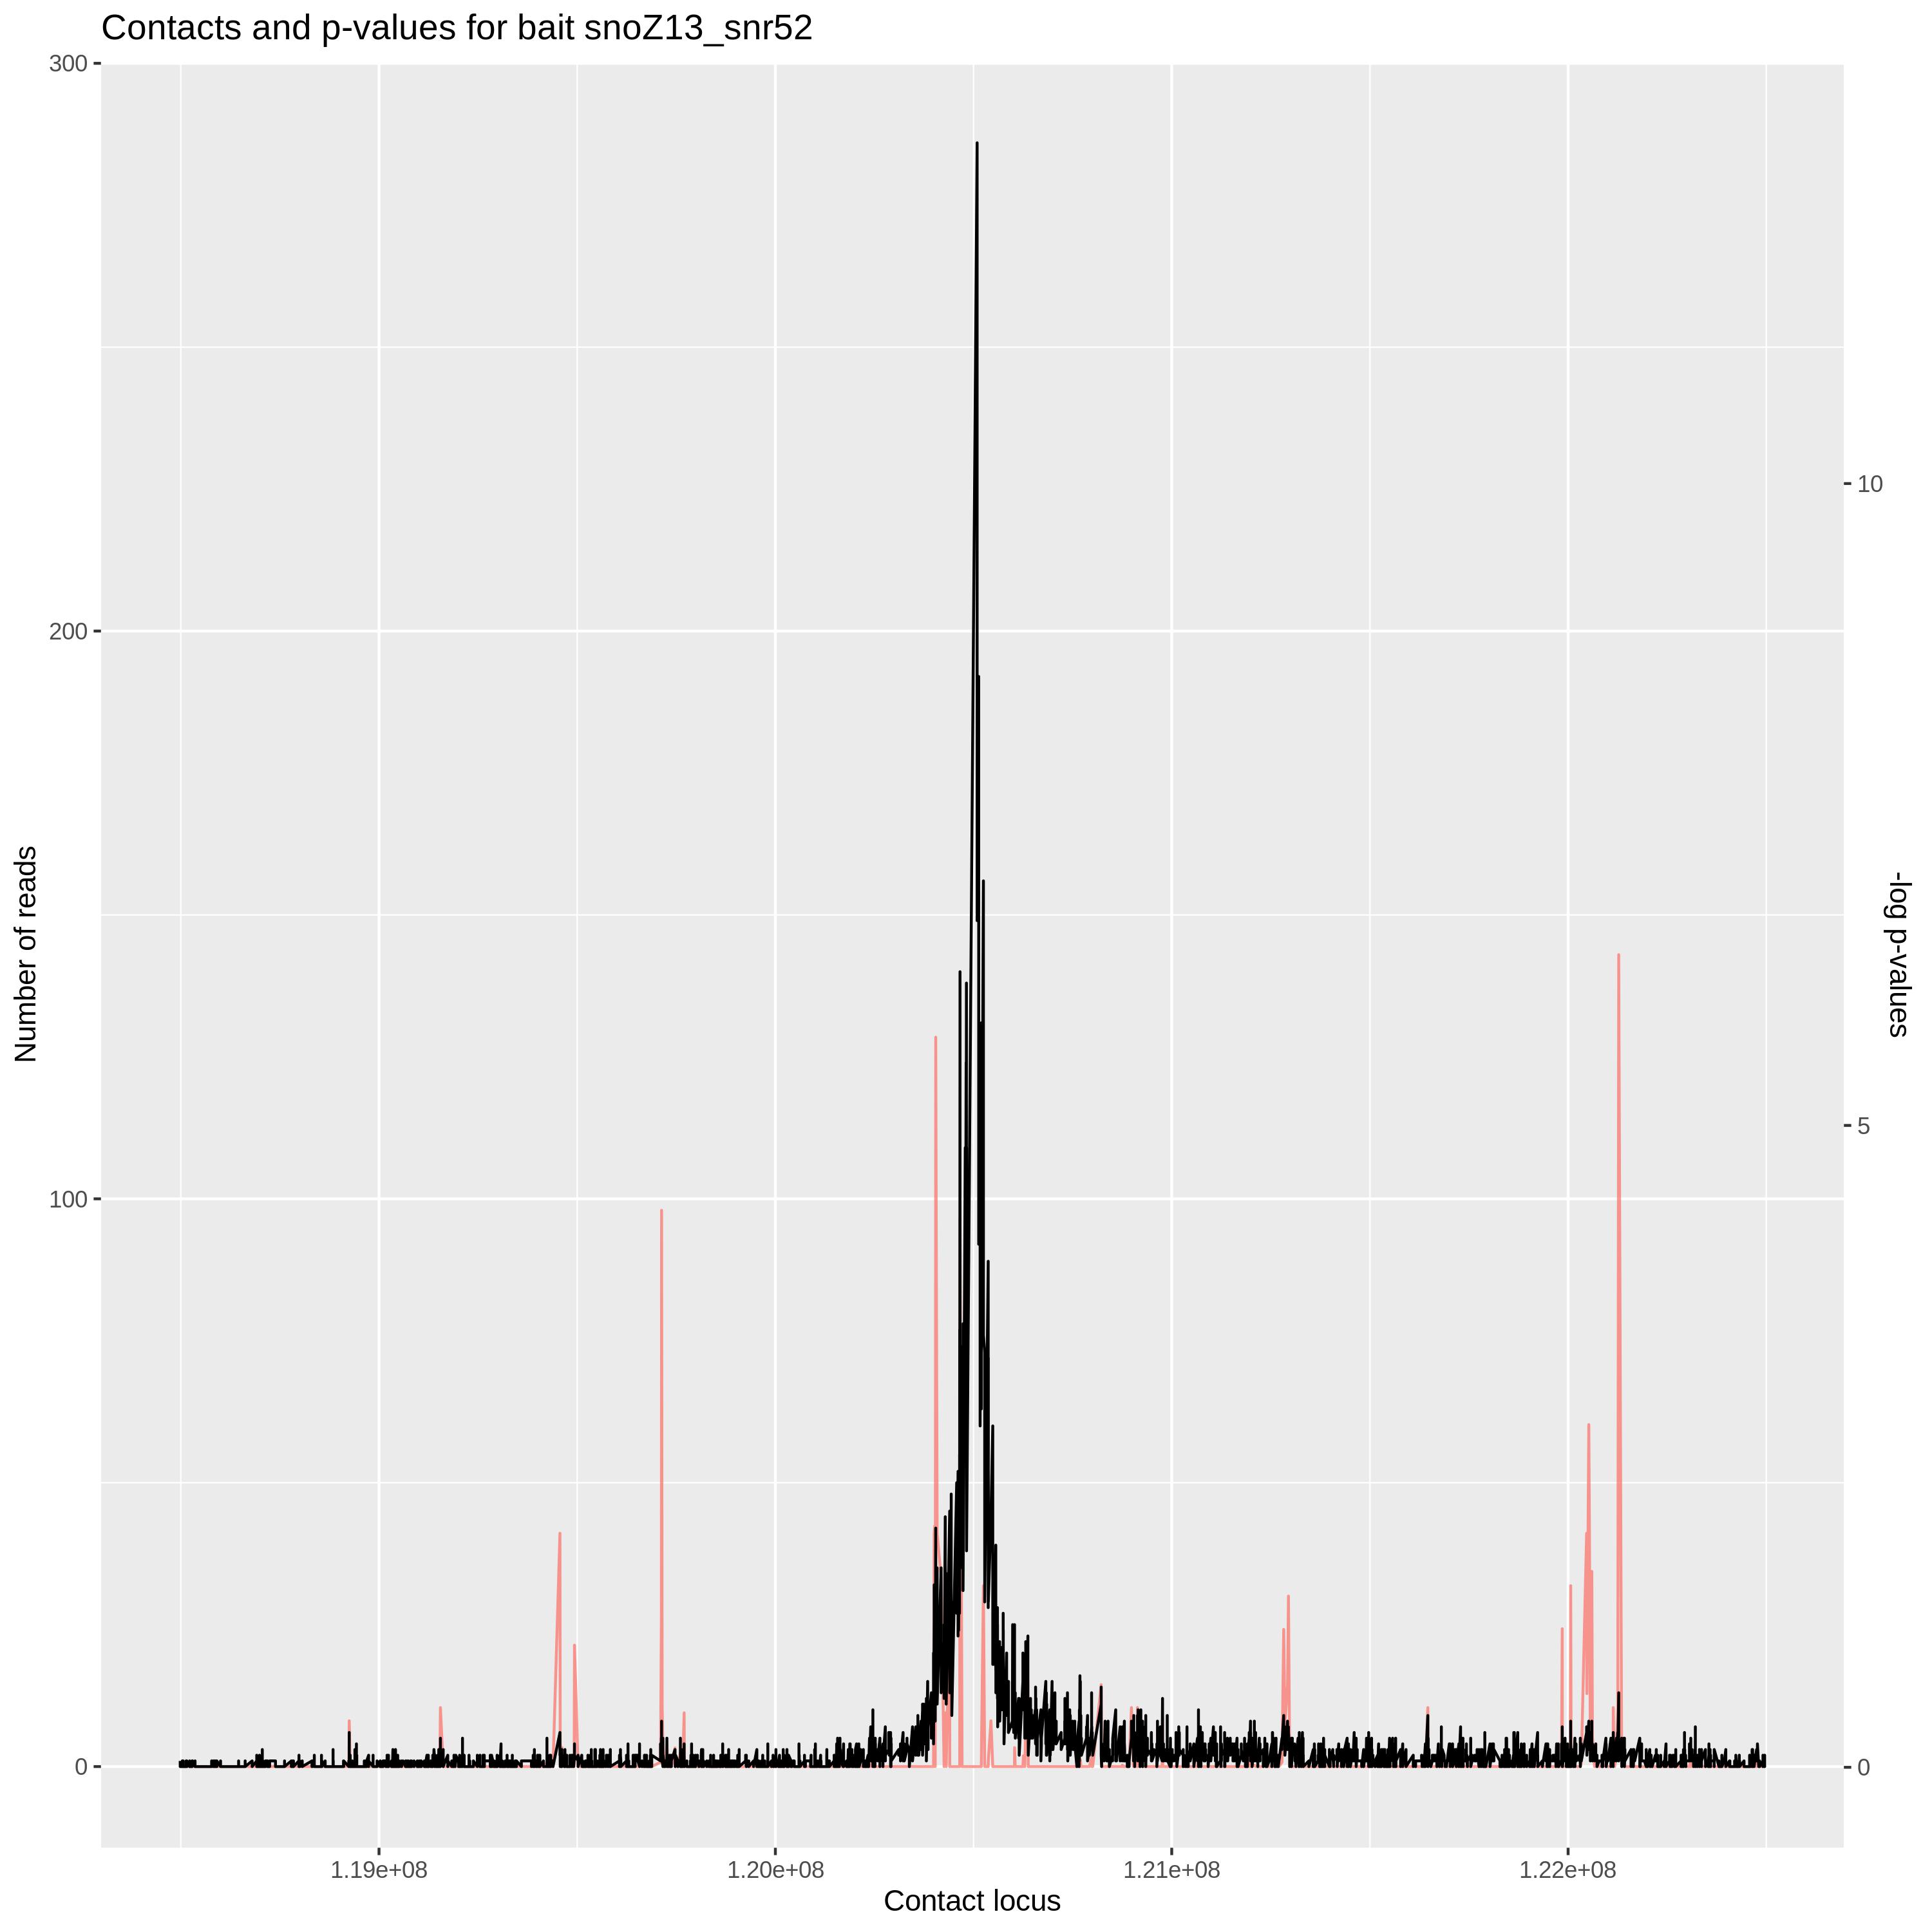 Contacts and p-values for bait snoZ13_snr52
300
200
100
0
Number of reads
10
5
0
-log p-values
1.19e+08
1.20e+08
1.21e+08
1.22e+08
Contact locus